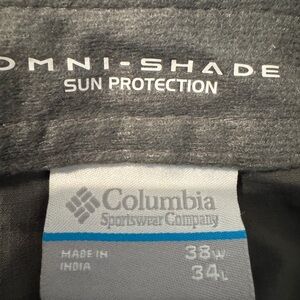 OMNI-SHADE
SUN PROTECTION
Columbia
Sportswear Company
MADE IN 38W
INDIA 34L